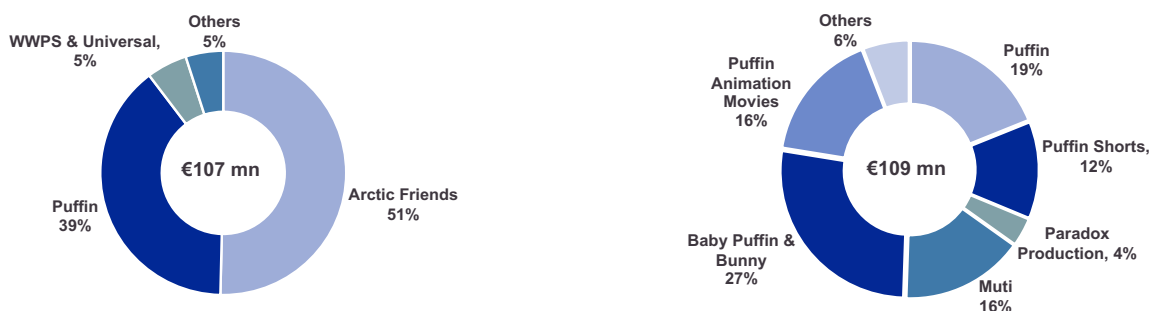 Others
5%
WWPS & Universal,
5%
€107 mn
Arctic Friends
51%
Puffin
39%
Others
6%
Puffin
19%
Puffin
Animation
Movies
16%
Puffin Shorts,
12%
€109 mn
Paradox
Production, 4%
Baby Puffin &
Bunny
27%
Muti
16%